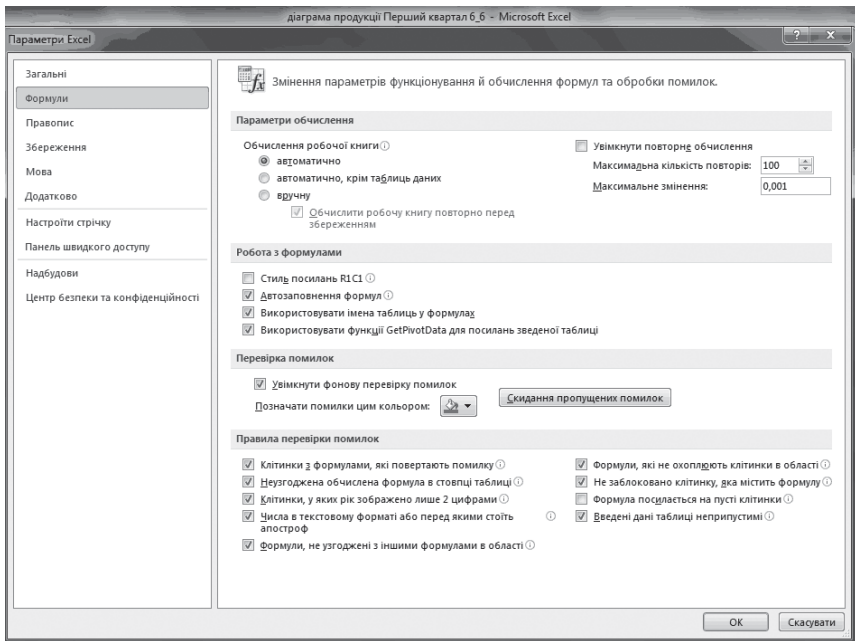 діаграма продукції Перший квартал 6_6 - Microsoft Excel
Параметри Excel
Загальні
Формули
Правопис
Збереження
Мова
Додатково
Настроїти стрічку
Панель швидкого доступу
Надбудови
Центр безпеки та конфіденційності
Змінення параметрів функціонування й обчислення формул та обробки помилок.
Параметри обчислення
Обчислення робочої книги
автоматично
автоматично, крім таблиць даних
вручну
Обчислити робочу книгу повторно перед
збереженням
Увімкнути повторне обчислення
Максимальна кількість повторів: 100
Максимальне змінення: 0,001
Робота з формулами
Стиль посилань R1C1
Автозаповнення формул
Використовувати імена таблиць у формулах
Використовувати функції GetPivotData для посилань зведеної таблиці
Перевірка помилок
Увімкнути фонову перевірку помилок
Позначати помилки цим кольором:
Скидання пропущених помилок
Правила перевірки помилок
Клітинки з формулами, які повертають помилку
Неузгоджена обчислена формула в стовпці таблиці
Клітинки, у яких рік зображено лише 2 цифрами
Числа в текстовому форматі або перед якими стоїть
апостроф
Формули, не узгоджені з іншими формулами в області
Формули, які не охоплюють клітинки в області
Не заблоковано клітинку, яка містить формулу
Формула посилається на пусті клітинки
Введені дані таблиці неприпустимі
ОК
Скасувати